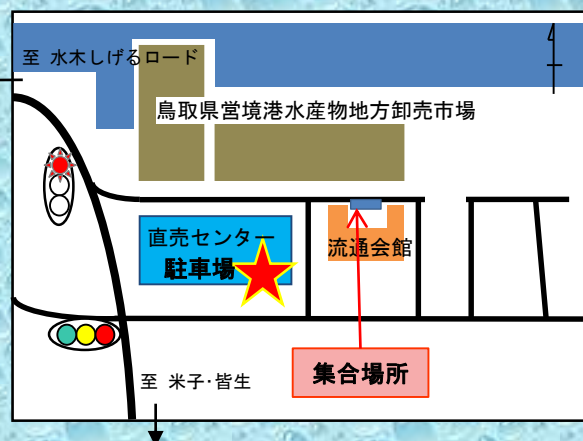 至 水木しげるロード
鳥取県営境港水産物地方卸売市場
直売センター
駐車場
流通会館
集合場所
至 米子・皆生